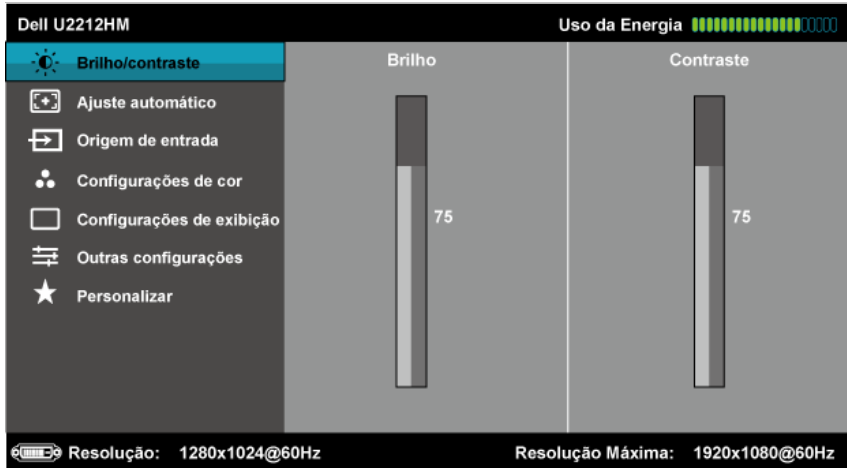 Dell U2212HM Uso da Energia
Brilho/contraste
Ajuste automático
Origem de entrada
Configurações de cor
Configurações de exibição
Outras configurações
Personalizar
Brilho
75
Contraste
75
Resolução: 1280x1024@60Hz Resolução Máxima: 1920x1080@60Hz